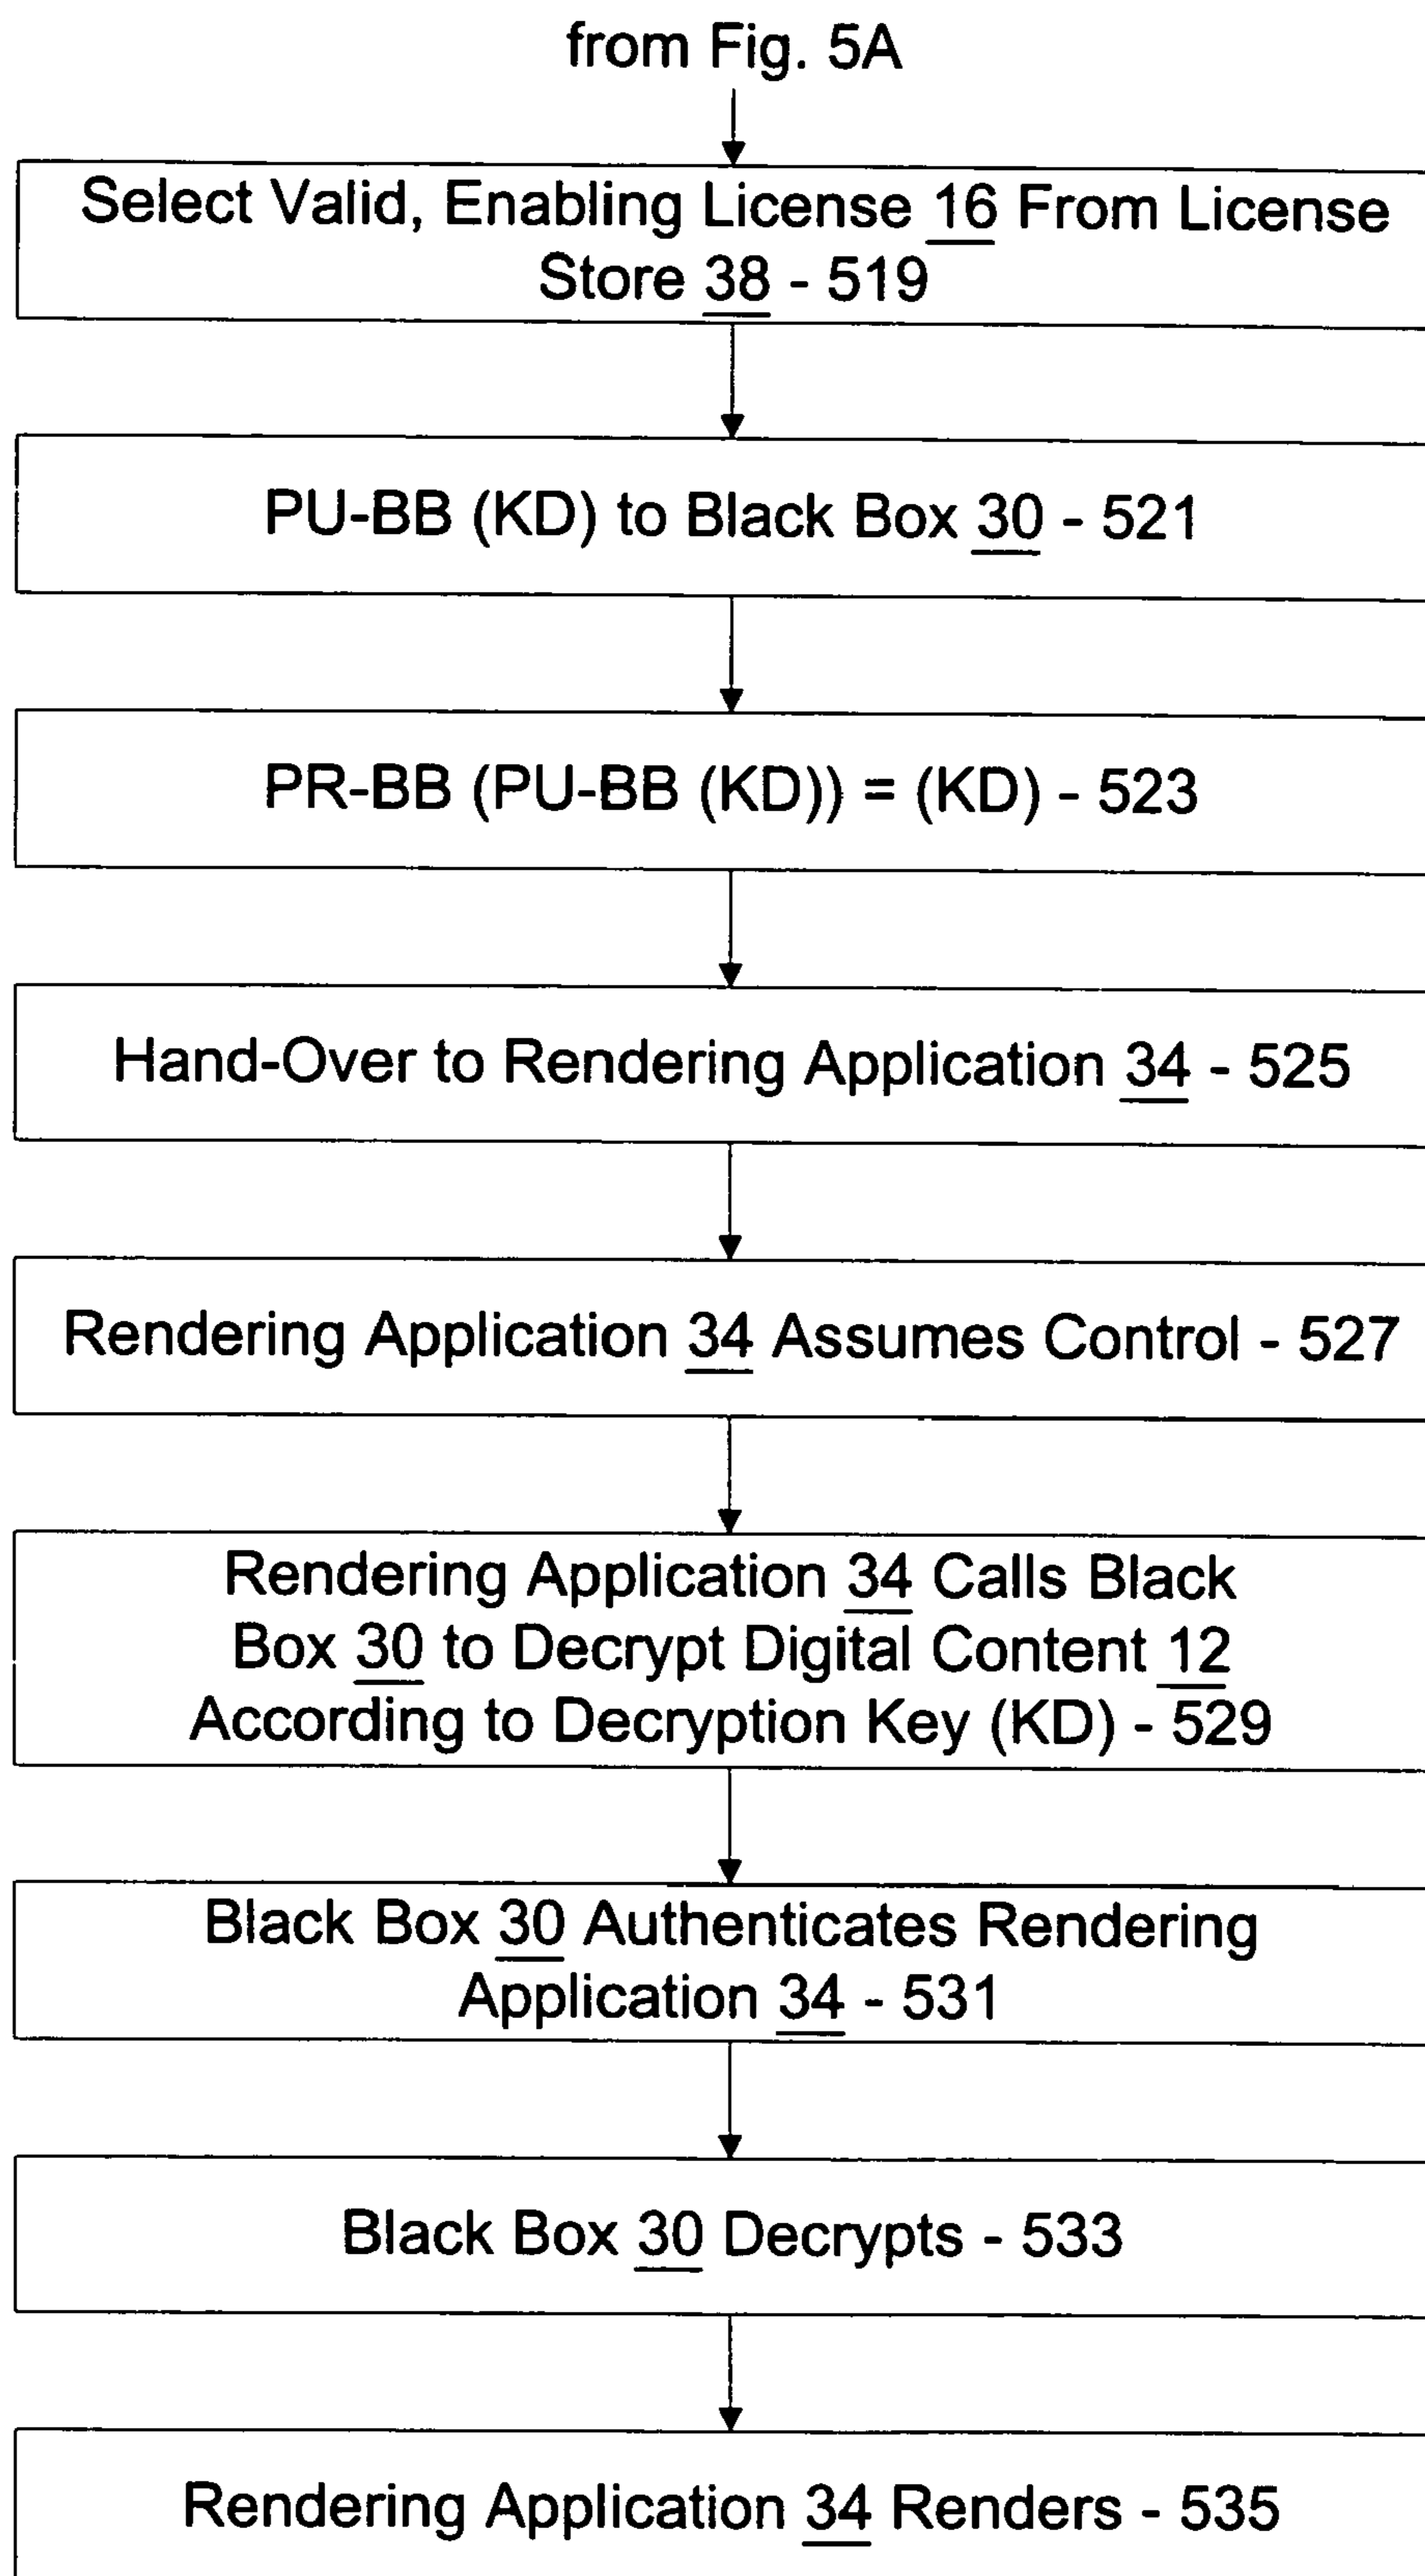 from Fig. 5A
Select Valid, Enabling License 16 From License
Store 38 - 519
PU-BB (KD) to Black Box 30 - 521
PR-BB (PU-BB (KD)) = (KD) - 523
Hand-Over to Rendering Application 34 - 525
Rendering Application 34 Assumes Control - 527
Rendering Application 34 Calls Black
Box 30 to Decrypt Digital Content 12
According to Decryption Key (KD) - 529
Black Box 30 Authenticates Rendering
Application 34 - 531
Black Box 30 Decrypts - 533
Rendering Application 34 Renders - 535